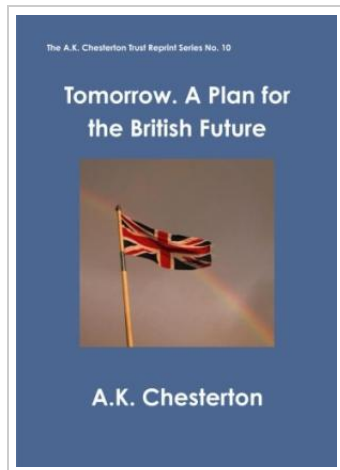 The A.K. Chesterton Trust Reprint Series No. 10
Tomorrow. A Plan for
the British Future
A.K. Chesterton